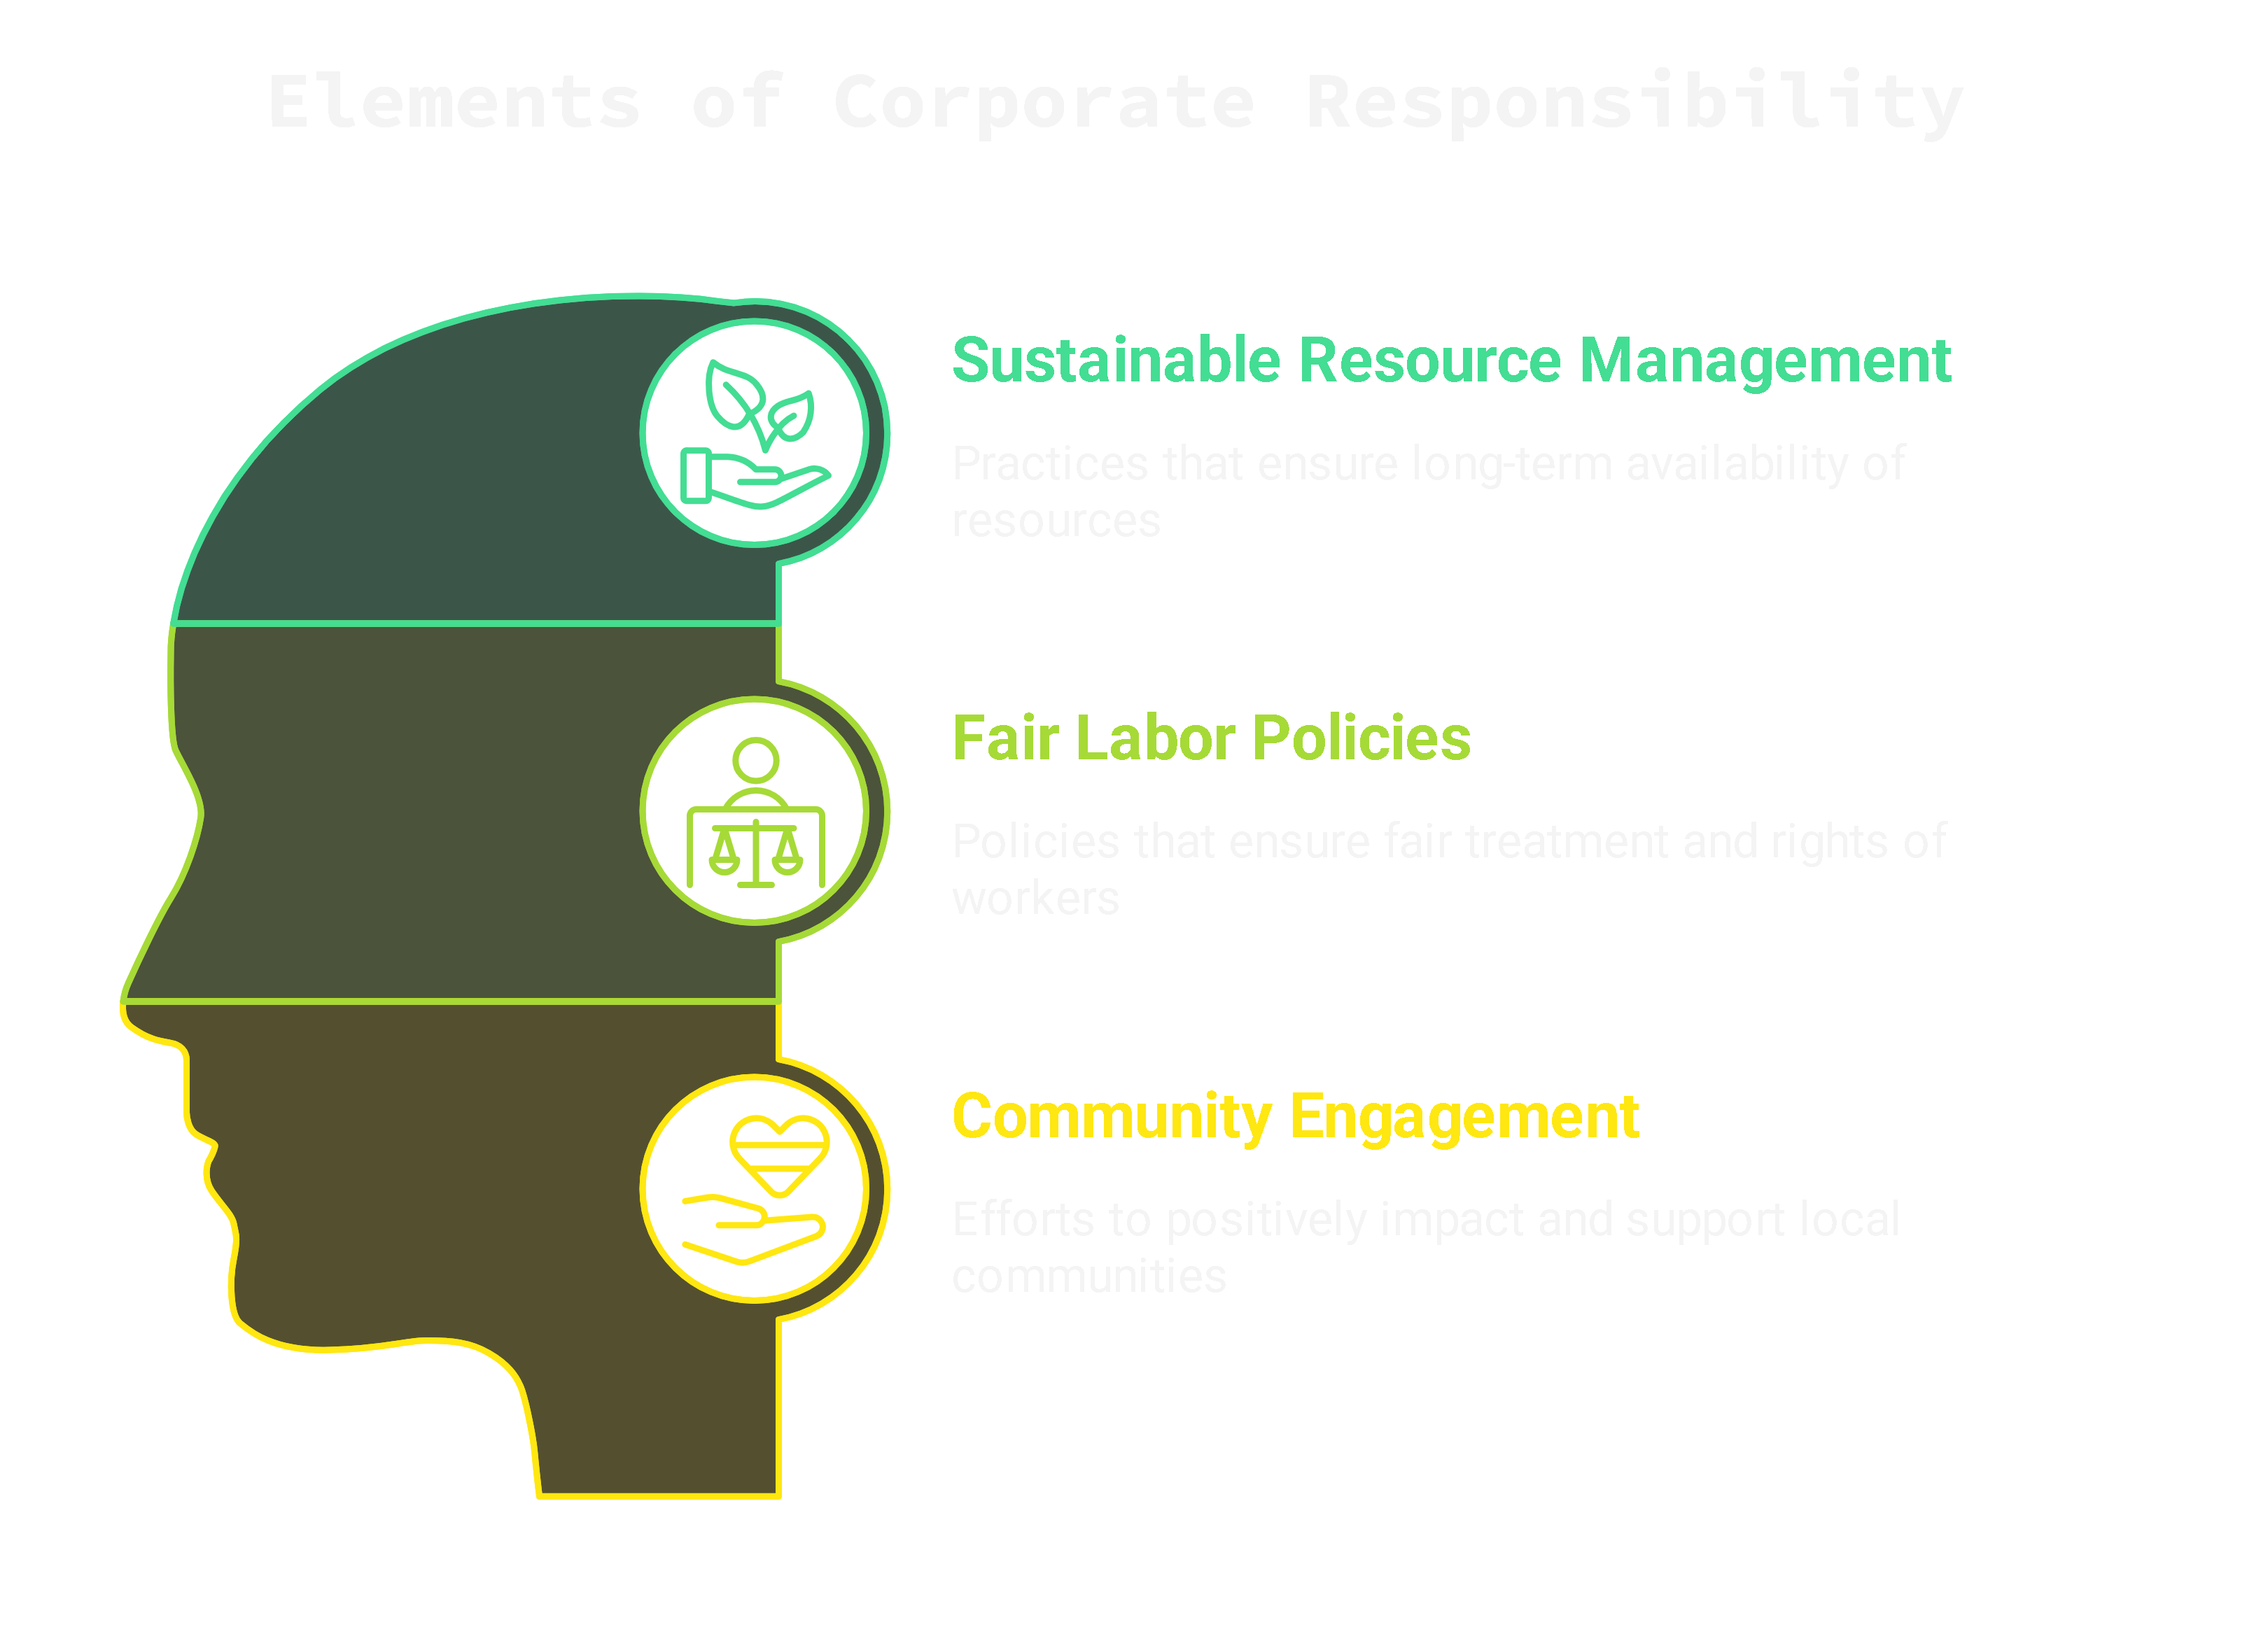 Elements of Corporate Responsibility
Sustainable Resource Management
Practices that ensure long-term availability of
resources
Fair Labor Policies
Policies that ensure fair treatment and rights of
workers
Community Engagement
Efforts to positively impact and support local
communities